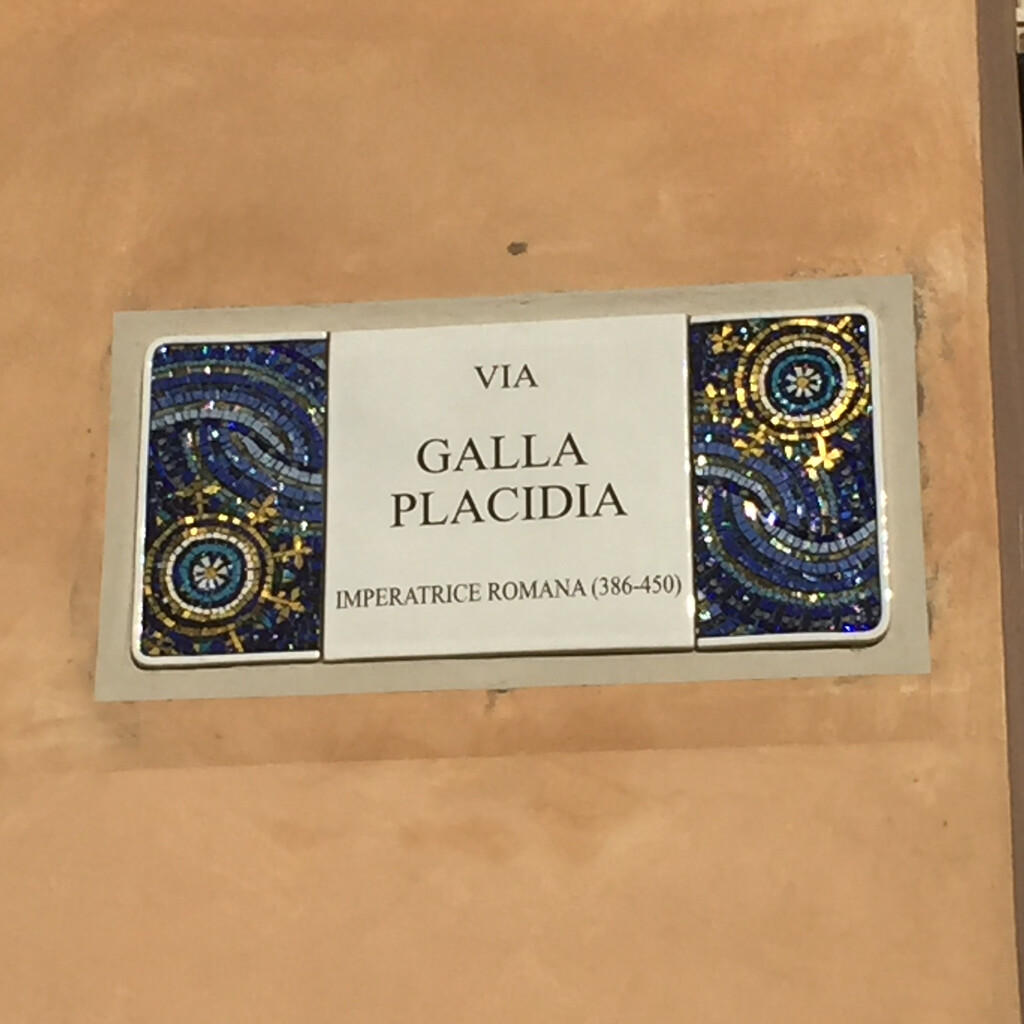 VIA
GALLA
PLACIDIA
IMPERATRICE ROMANA (386-450)